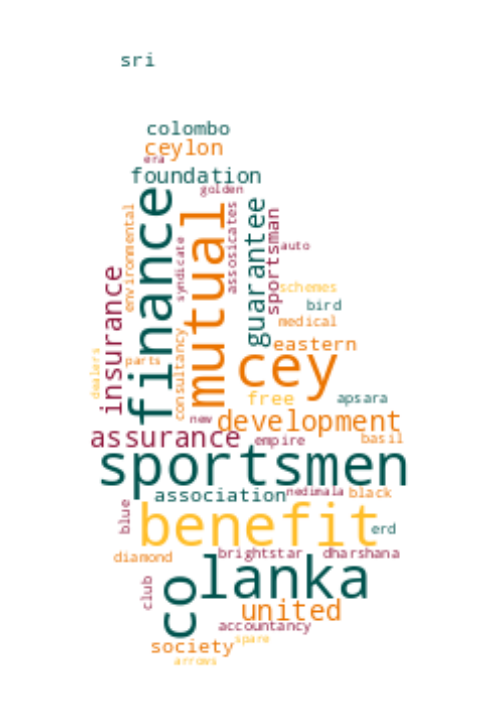 sri
colombo
ceylon
era
foundation
golden
finance
mutual
guarantee
sportsman
assosicates
environmental
syndicate
auto
insurance
schemes
bird
medical
consultancy
eastern
dealers
parts
cey
free
apsara
new
development
assurance
empire
basil
sportsmen
association
nedimala
black
blue
benefit
erd
diamond
brightstar
dharshana
co
lanka
club
united
accountancy
society
spare
arrows